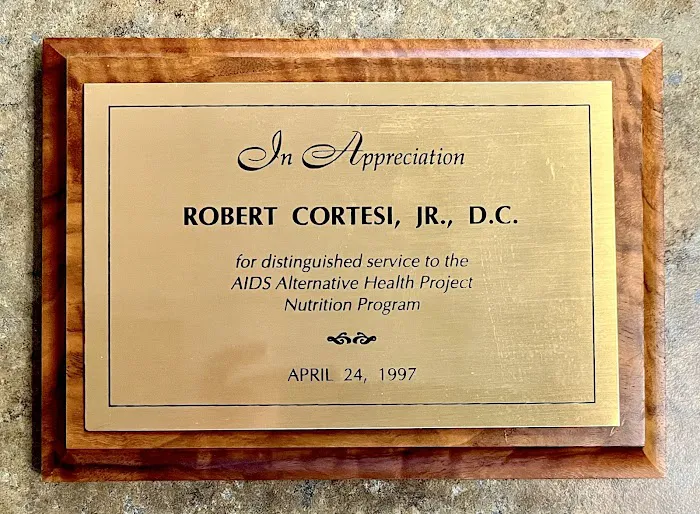 In Appreciation
ROBERT CORTESI, JR., D.C.
for distinguished service to the
AIDS Alternative Health Project
Nutrition Program
APRIL 24, 1997